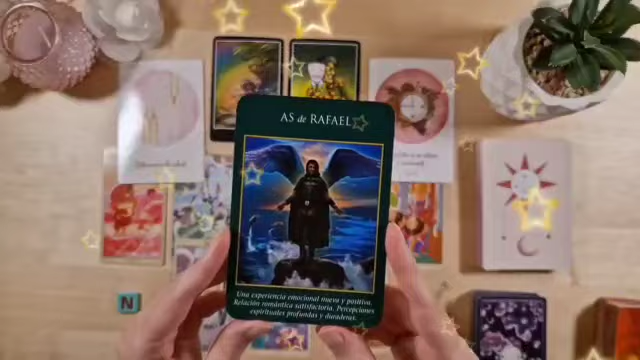 AS de RAFAEL
Una experiencia emocional nueva y positiva.
Relación romántica satisfactoria. Percepciones
espirituales profundas y duraderas.
N